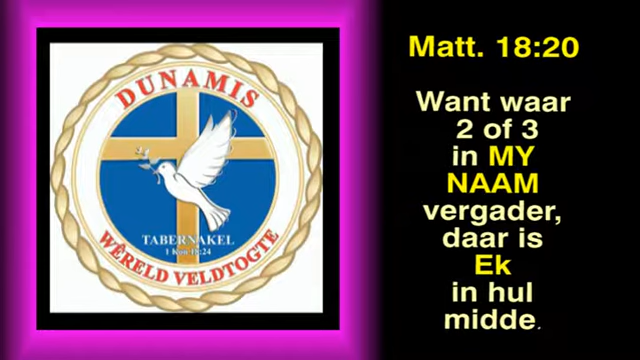 DUNAMIS
TABERNAKEL
WÊRELD VELDTOGTE
Matt. 18:20
Want waar
2 of 3
in MY
NAAM
vergader,
daar is
Ek
in hul
midde.